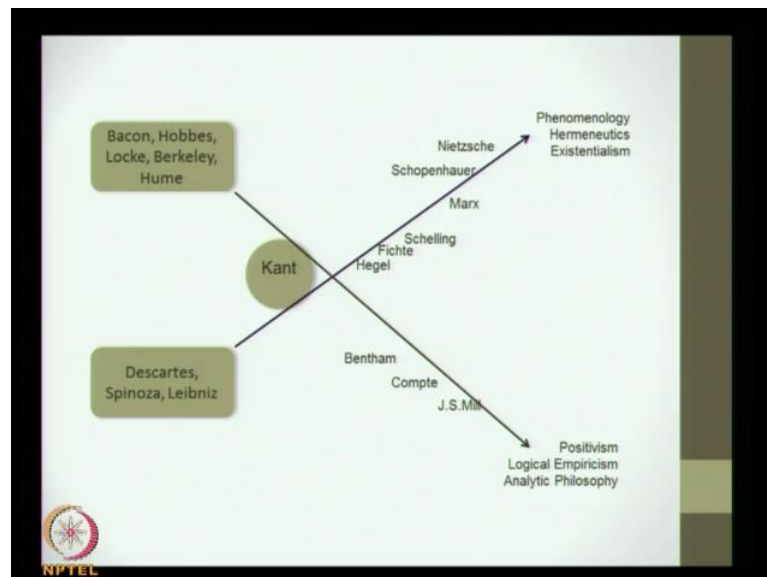 Bacon, Hobbes,
Locke, Berkeley,
Hume
Kant
Descartes,
Spinoza, Leibniz
Phenomenology
Hermeneutics
Existentialism
Nietzsche
Schopenhauer
Marx
Schelling
Fichte
Hegel
Bentham
Compte
J.S.Mill
Positivism
Logical Empiricism
Analytic Philosophy
NPTEL